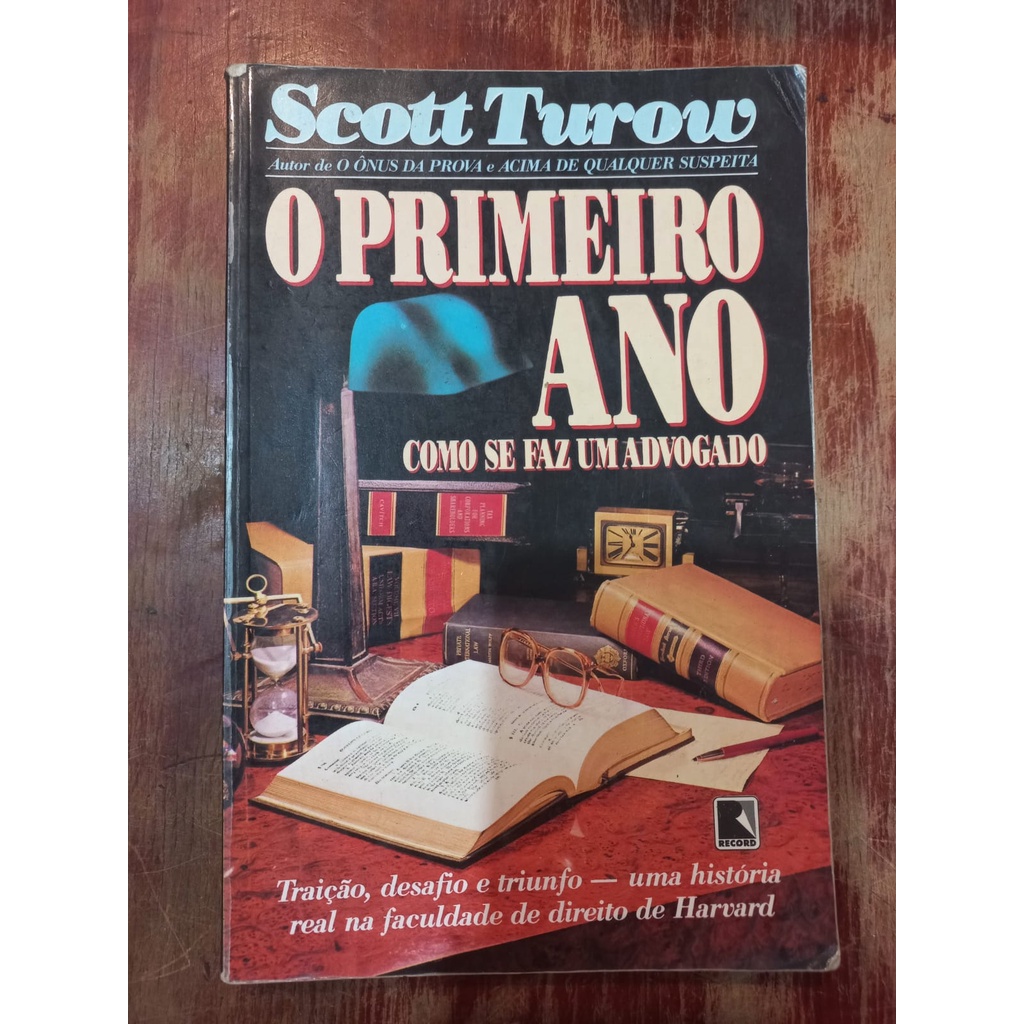 Scott Turow
Autor de O ÔNUS DA PROVA e ACIMA DE QUALQUER SUSPEITA
O PRIMEIRO
ANO
COMO SE FAZ UM ADVOGADO
RECORD
Traição, desafio e triunfo — uma história
real na faculdade de direito de Harvard